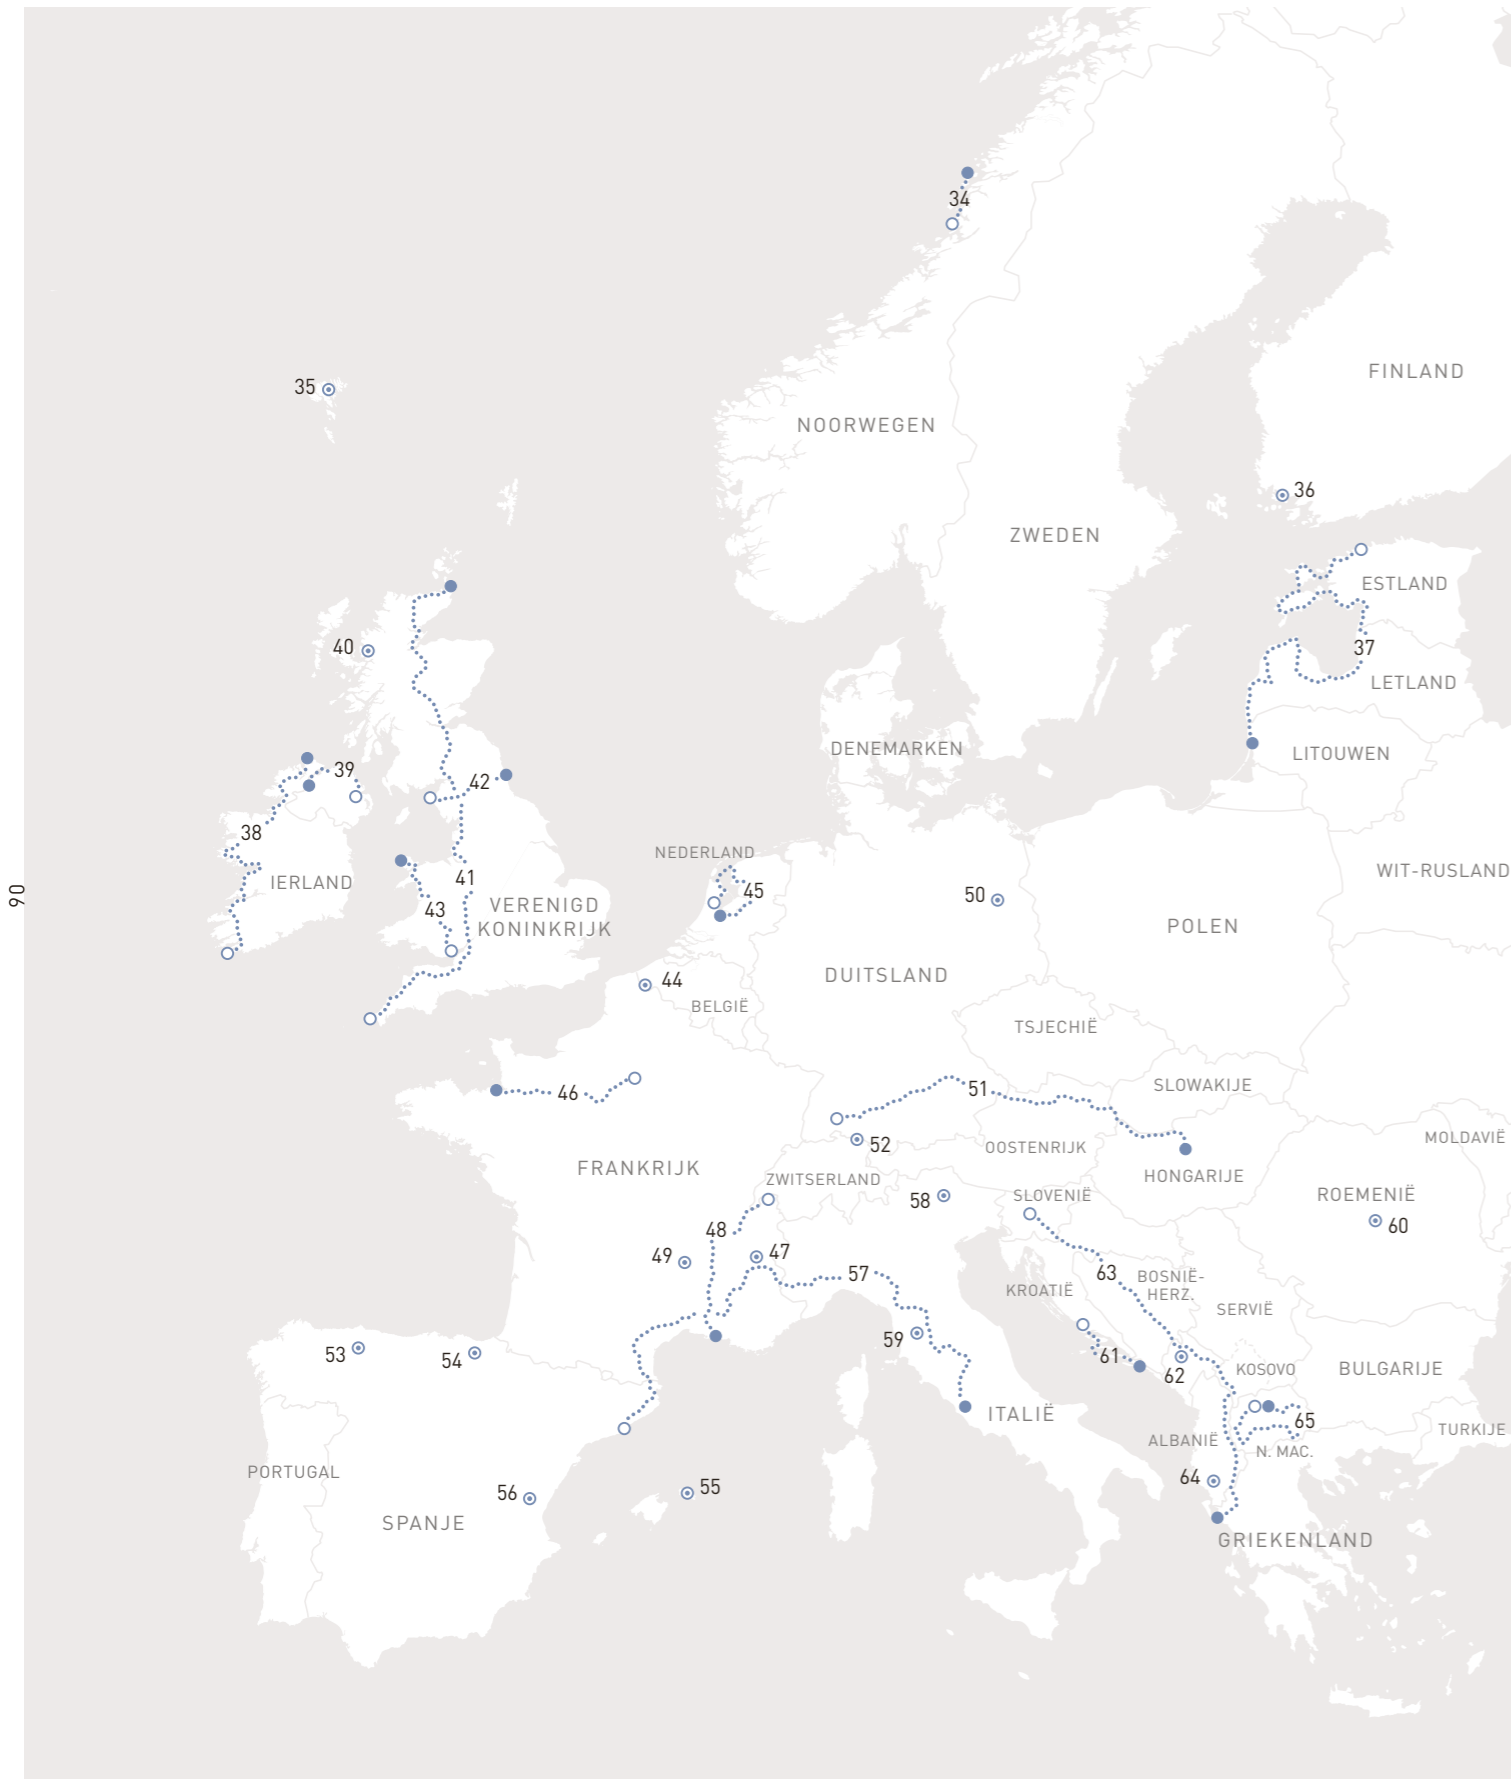 34
FINLAND
35
NOORWEGEN
36
ZWEDEN
ESTLAND
40
37
LETLAND
DENEMARKEN
LITOUWEN
39
42
38
NEDERLAND
WIT-RUSLAND
41
IERLAND
45
50
90
43
VERENIGD
KONINKRIJK
POLEN
DUITSLAND
44
BELGIË
TSJECHIË
46
51
SLOWAKIJE
MOLDAVIË
52
OOSTENRIJK
FRANKRIJK
ZWITSERLAND
HONGARIJE
58
SLOVENIË
ROEMENIË
60
48
49
47
57
63
BOSNIË-
HERZ.
KROATIË
SERVIË
59
53
54
61
62
KOSOVO
BULGARIJE
ITALIË
65
TURKIJE
ALBANIË
N. MAC.
PORTUGAL
64
56
55
SPANJE
GRIEKENLAND